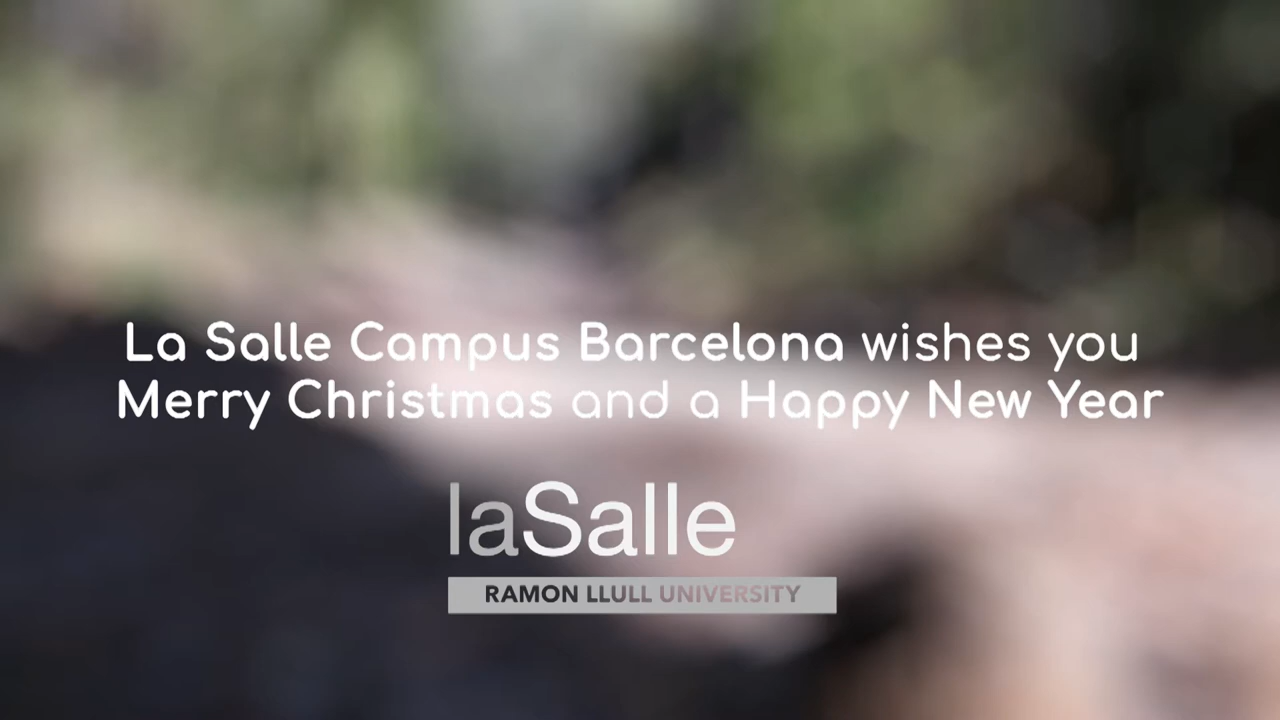 La Salle Campus Barcelona wishes you
Merry Christmas and a Happy New Year
laSalle
RAMON LLULL UNIVERSITY